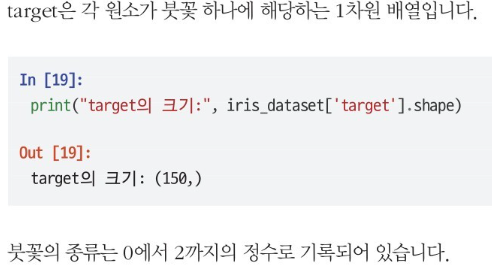 target은 각 원소가 붓꽃 하나에 해당하는 1차원 배열입니다.
In [19]:
print("target의 크기:", iris_dataset['target'].shape)
Out [19]:
target의 크기: (150,)
붓꽃의 종류는 0에서 2까지의 정수로 기록되어 있습니다.